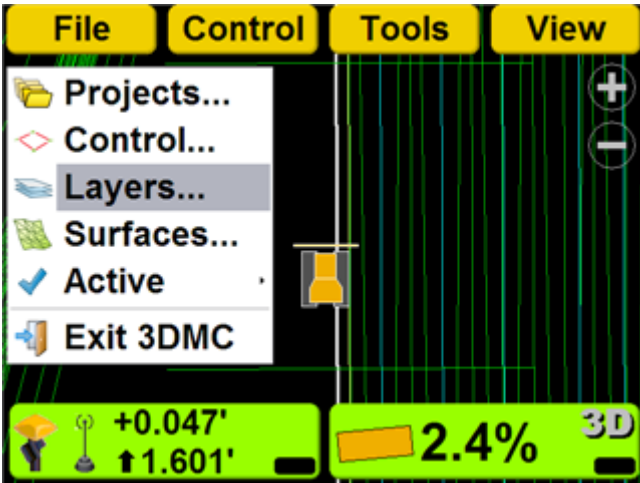 File Control Tools View
Projects...
Control...
Layers...
Surfaces...
Active
Exit 3DMC
+0.047'
1.601'
2.4%
3D